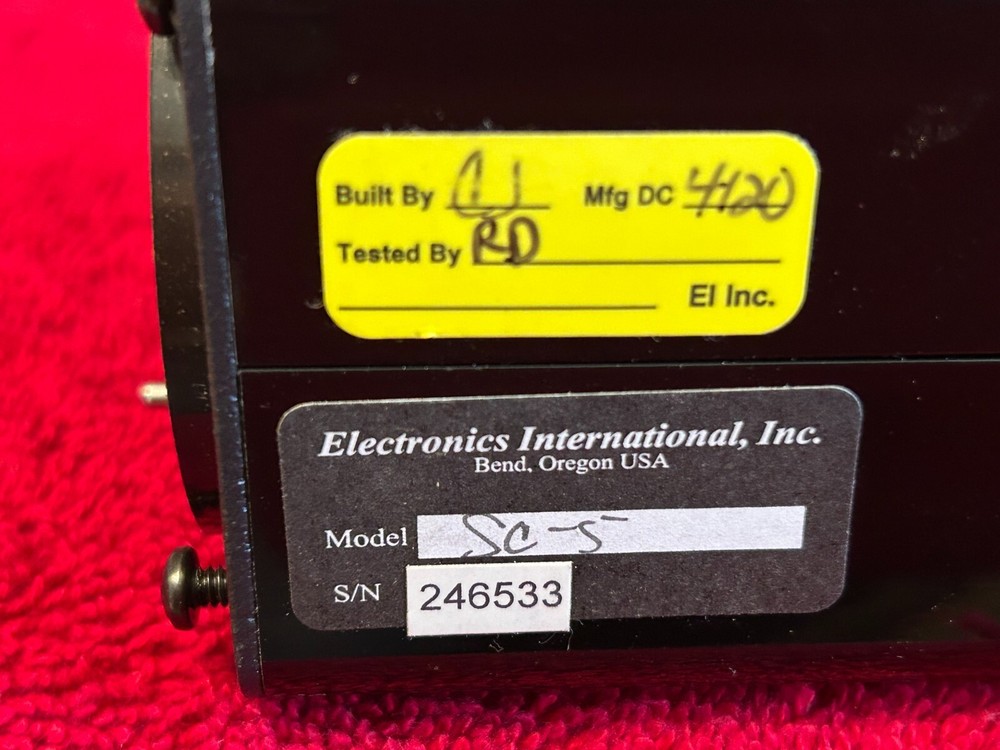 Built By CJ Mfg DC 4120
Tested By RD
EI Inc.
Electronics International, Inc.
Bend, Oregon USA
Model SC-5
S/N 246533